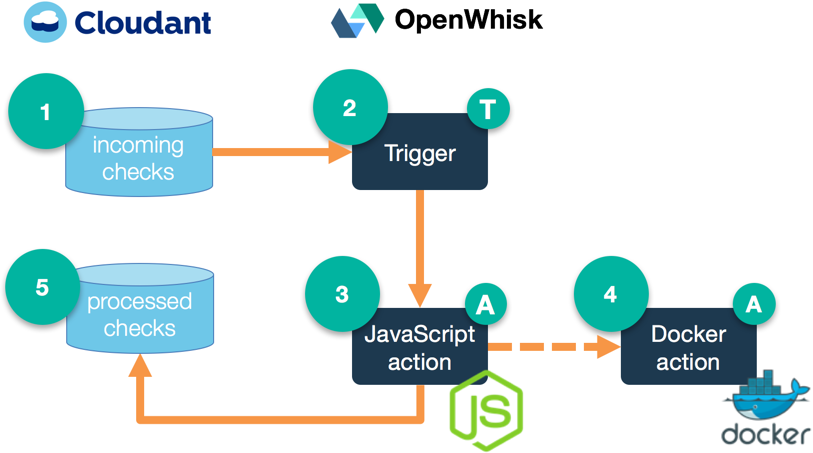 Cloudant
OpenWhisk
1
incoming
checks
2
T
Trigger
5
processed
checks
3
A
JavaScript
action
JS
4
A
Docker
action
docker